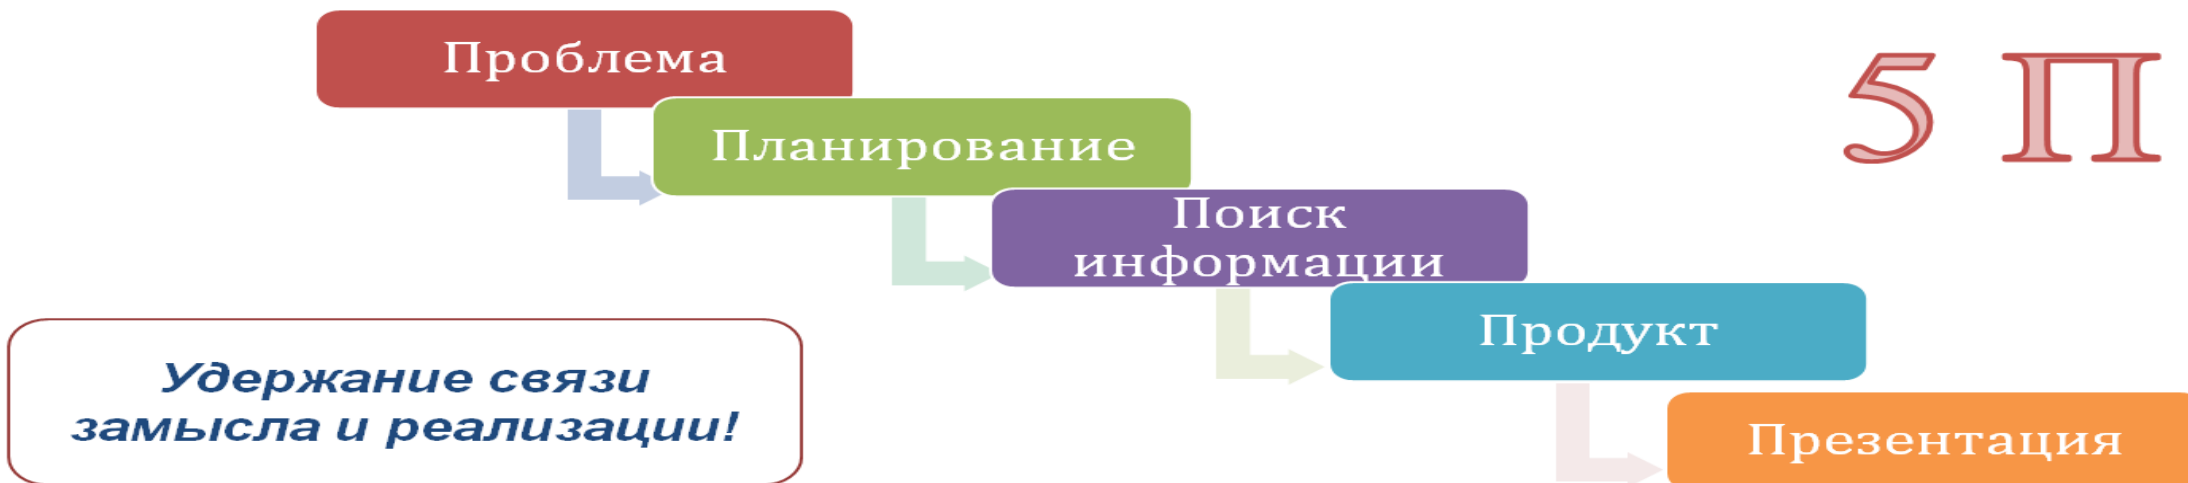 Проблема
5 П
Планирование
Поиск
информации
Продукт
Удержание связи
замысла и реализации!
Презентация